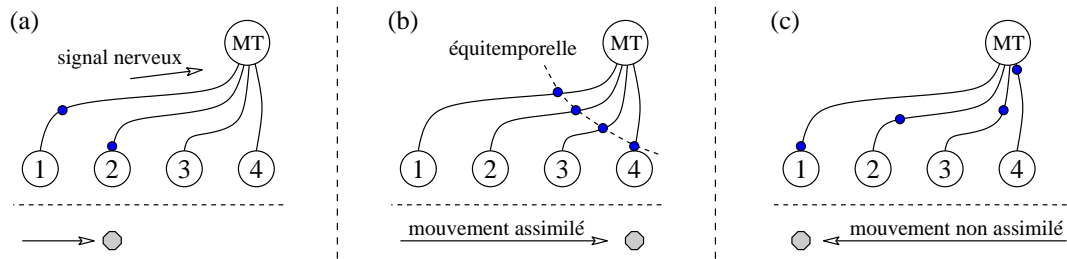 (a)
MT
signal nerveux
1 2 3 4
(b)
MT
équitemporelle
1 2 3 4
mouvement assimilé
(c)
MT
1 2 3 4
mouvement non assimilé